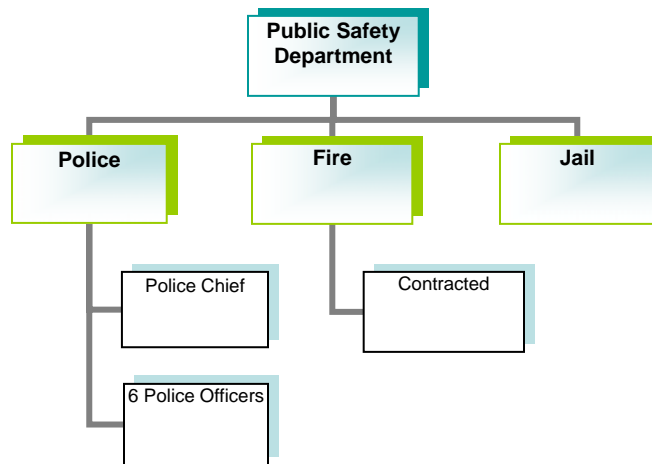 Public Safety
Department
Police
Fire
Jail
Police Chief
Contracted
6 Police Officers